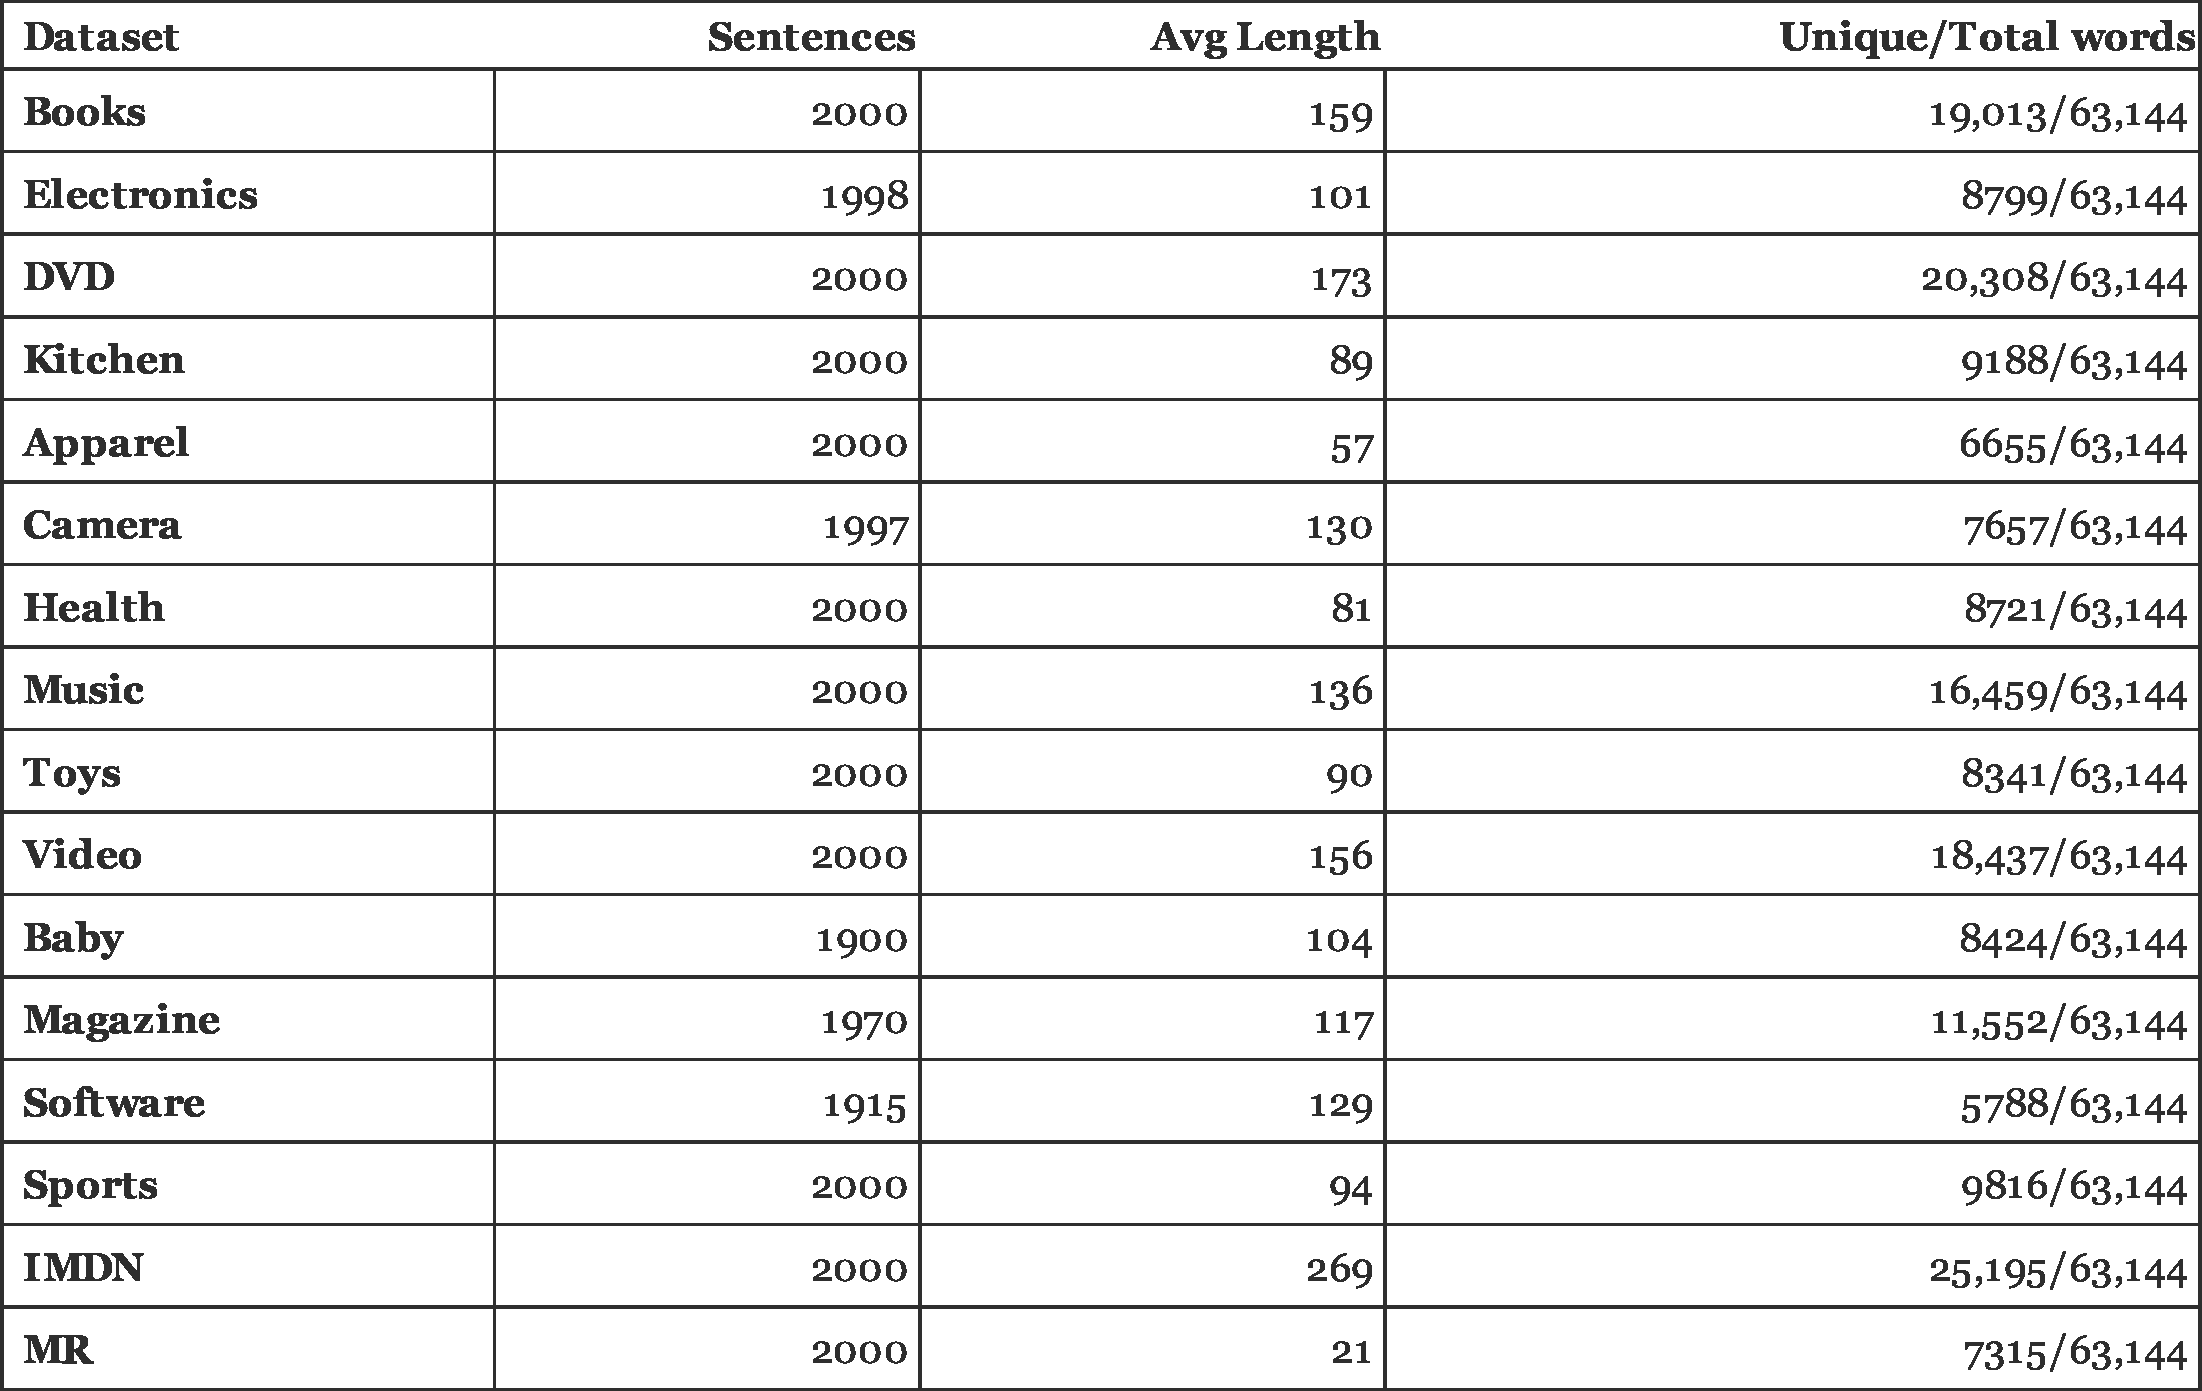 Dataset Sentences Avg Length Unique/Total words
Books 2000 159 19,013/63,144
Electronics 1998 101 8799/63,144
DVD 2000 173 20,308/63,144
Kitchen 2000 89 9188/63,144
Apparel 2000 57 6655/63,144
Camera 1997 130 7657/63,144
Health 2000 81 8721/63,144
Music 2000 136 16,459/63,144
Toys 2000 90 8341/63,144
Video 2000 156 18,437/63,144
Baby 1900 104 8424/63,144
Magazine 1970 117 11,552/63,144
Software 1915 129 5788/63,144
Sports 2000 94 9816/63,144
IMDN 2000 269 25,195/63,144
MR 2000 21 7315/63,144